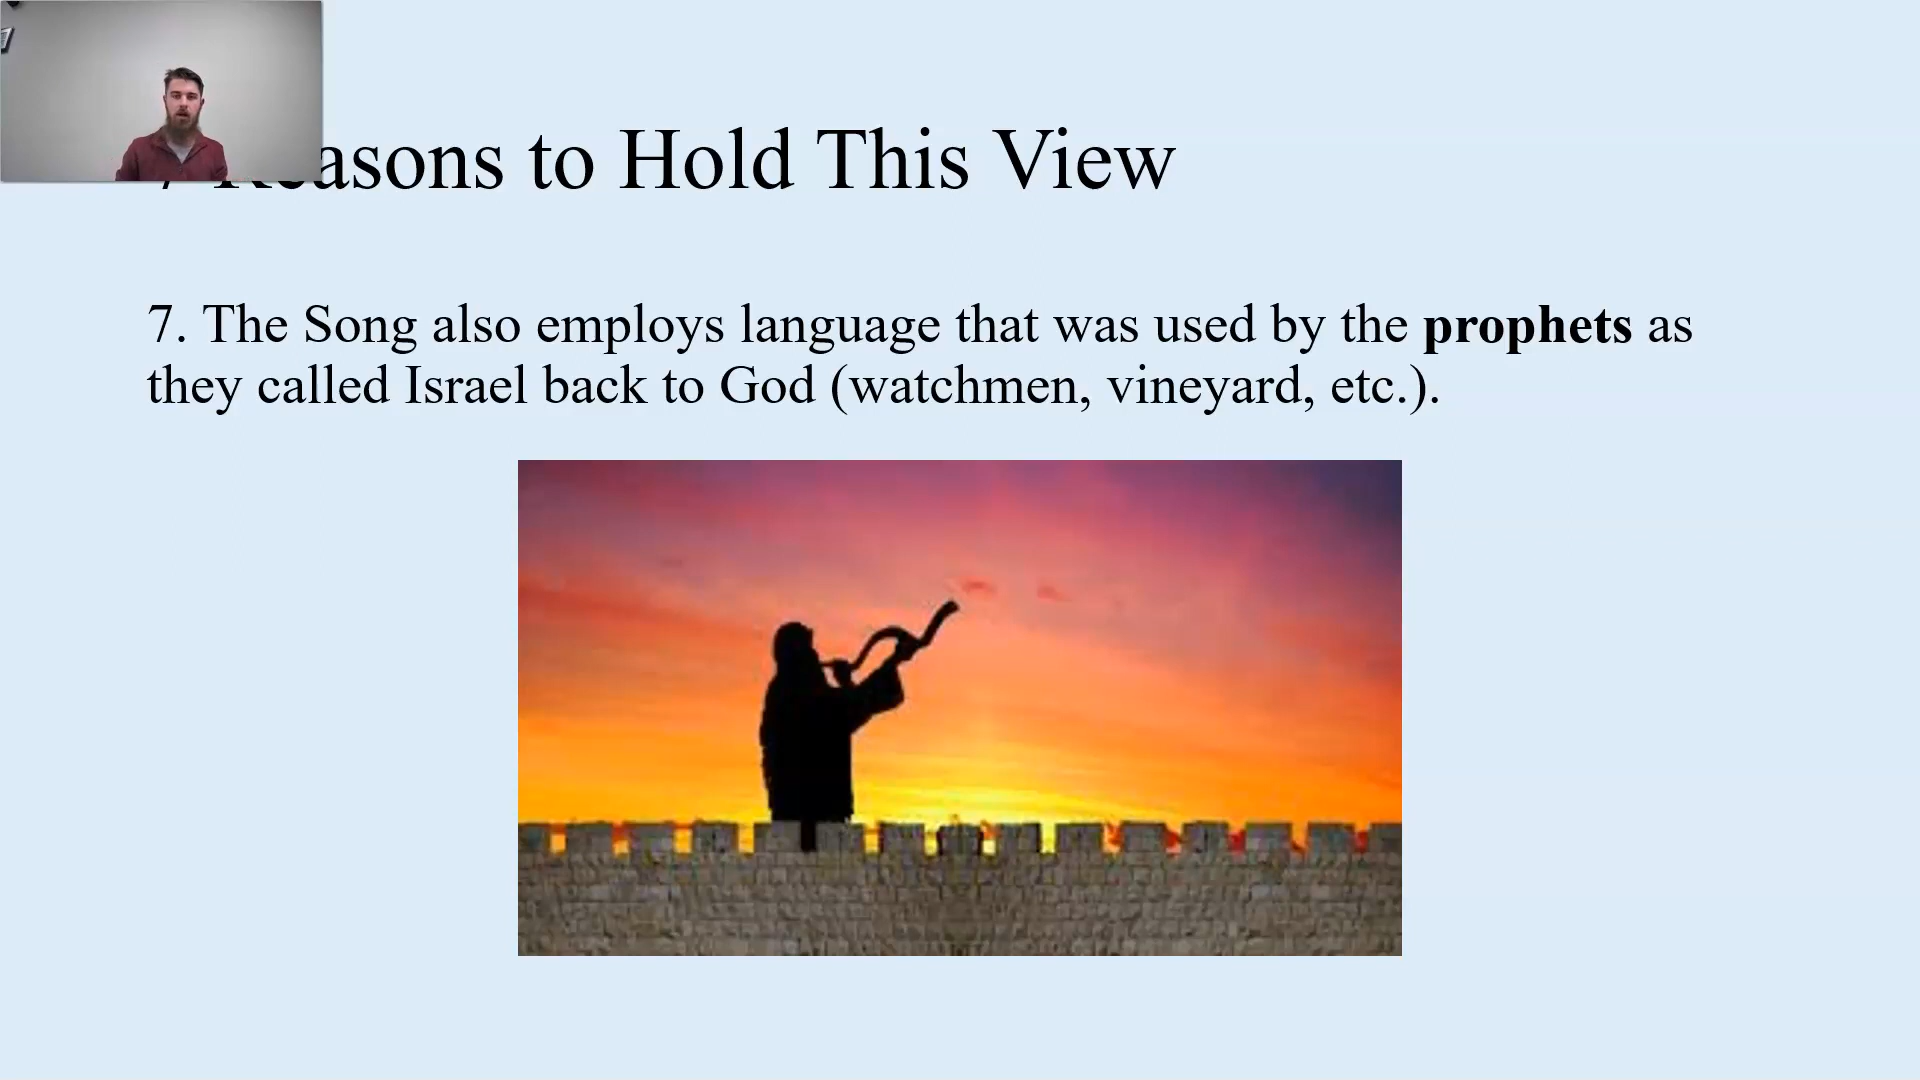 asons to Hold This View
7. The Song also employs language that was used by the prophets as
they called Israel back to God (watchmen, vineyard, etc.).